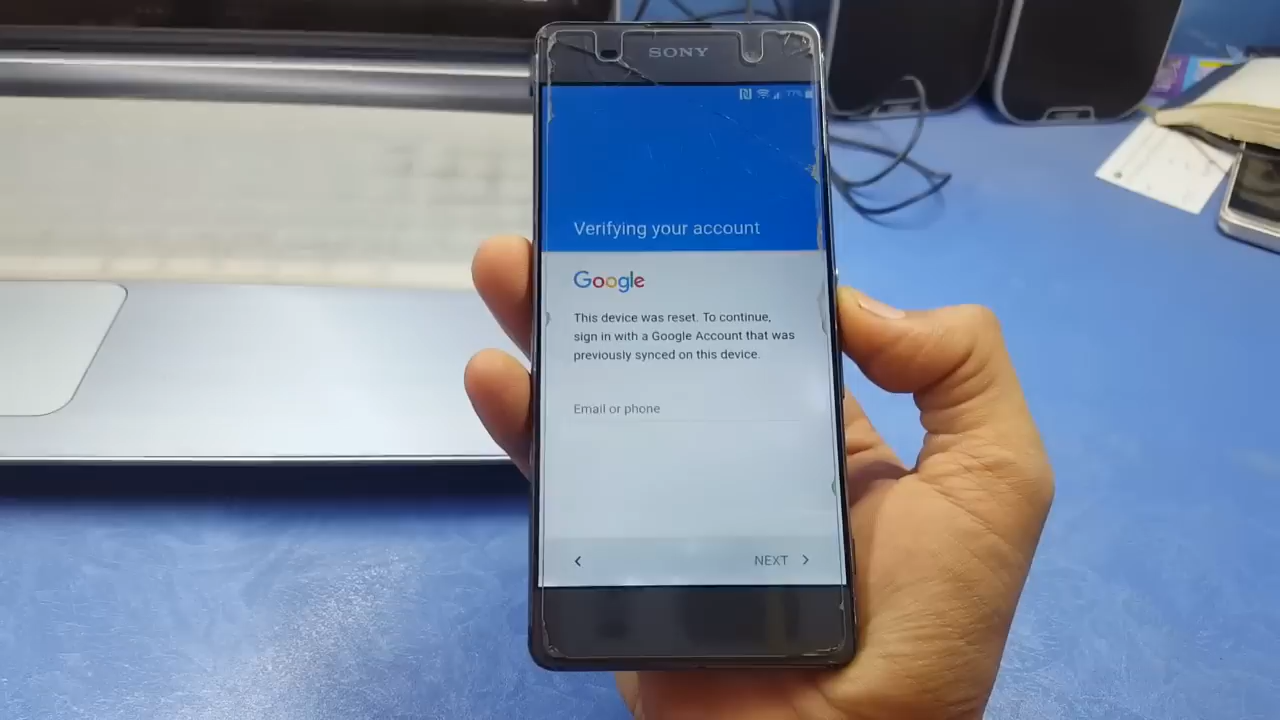 SONY
77%
Verifying your account
Google
This device was reset. To continue,
sign in with a Google Account that was
previously synced on this device.
Email or phone
NEXT